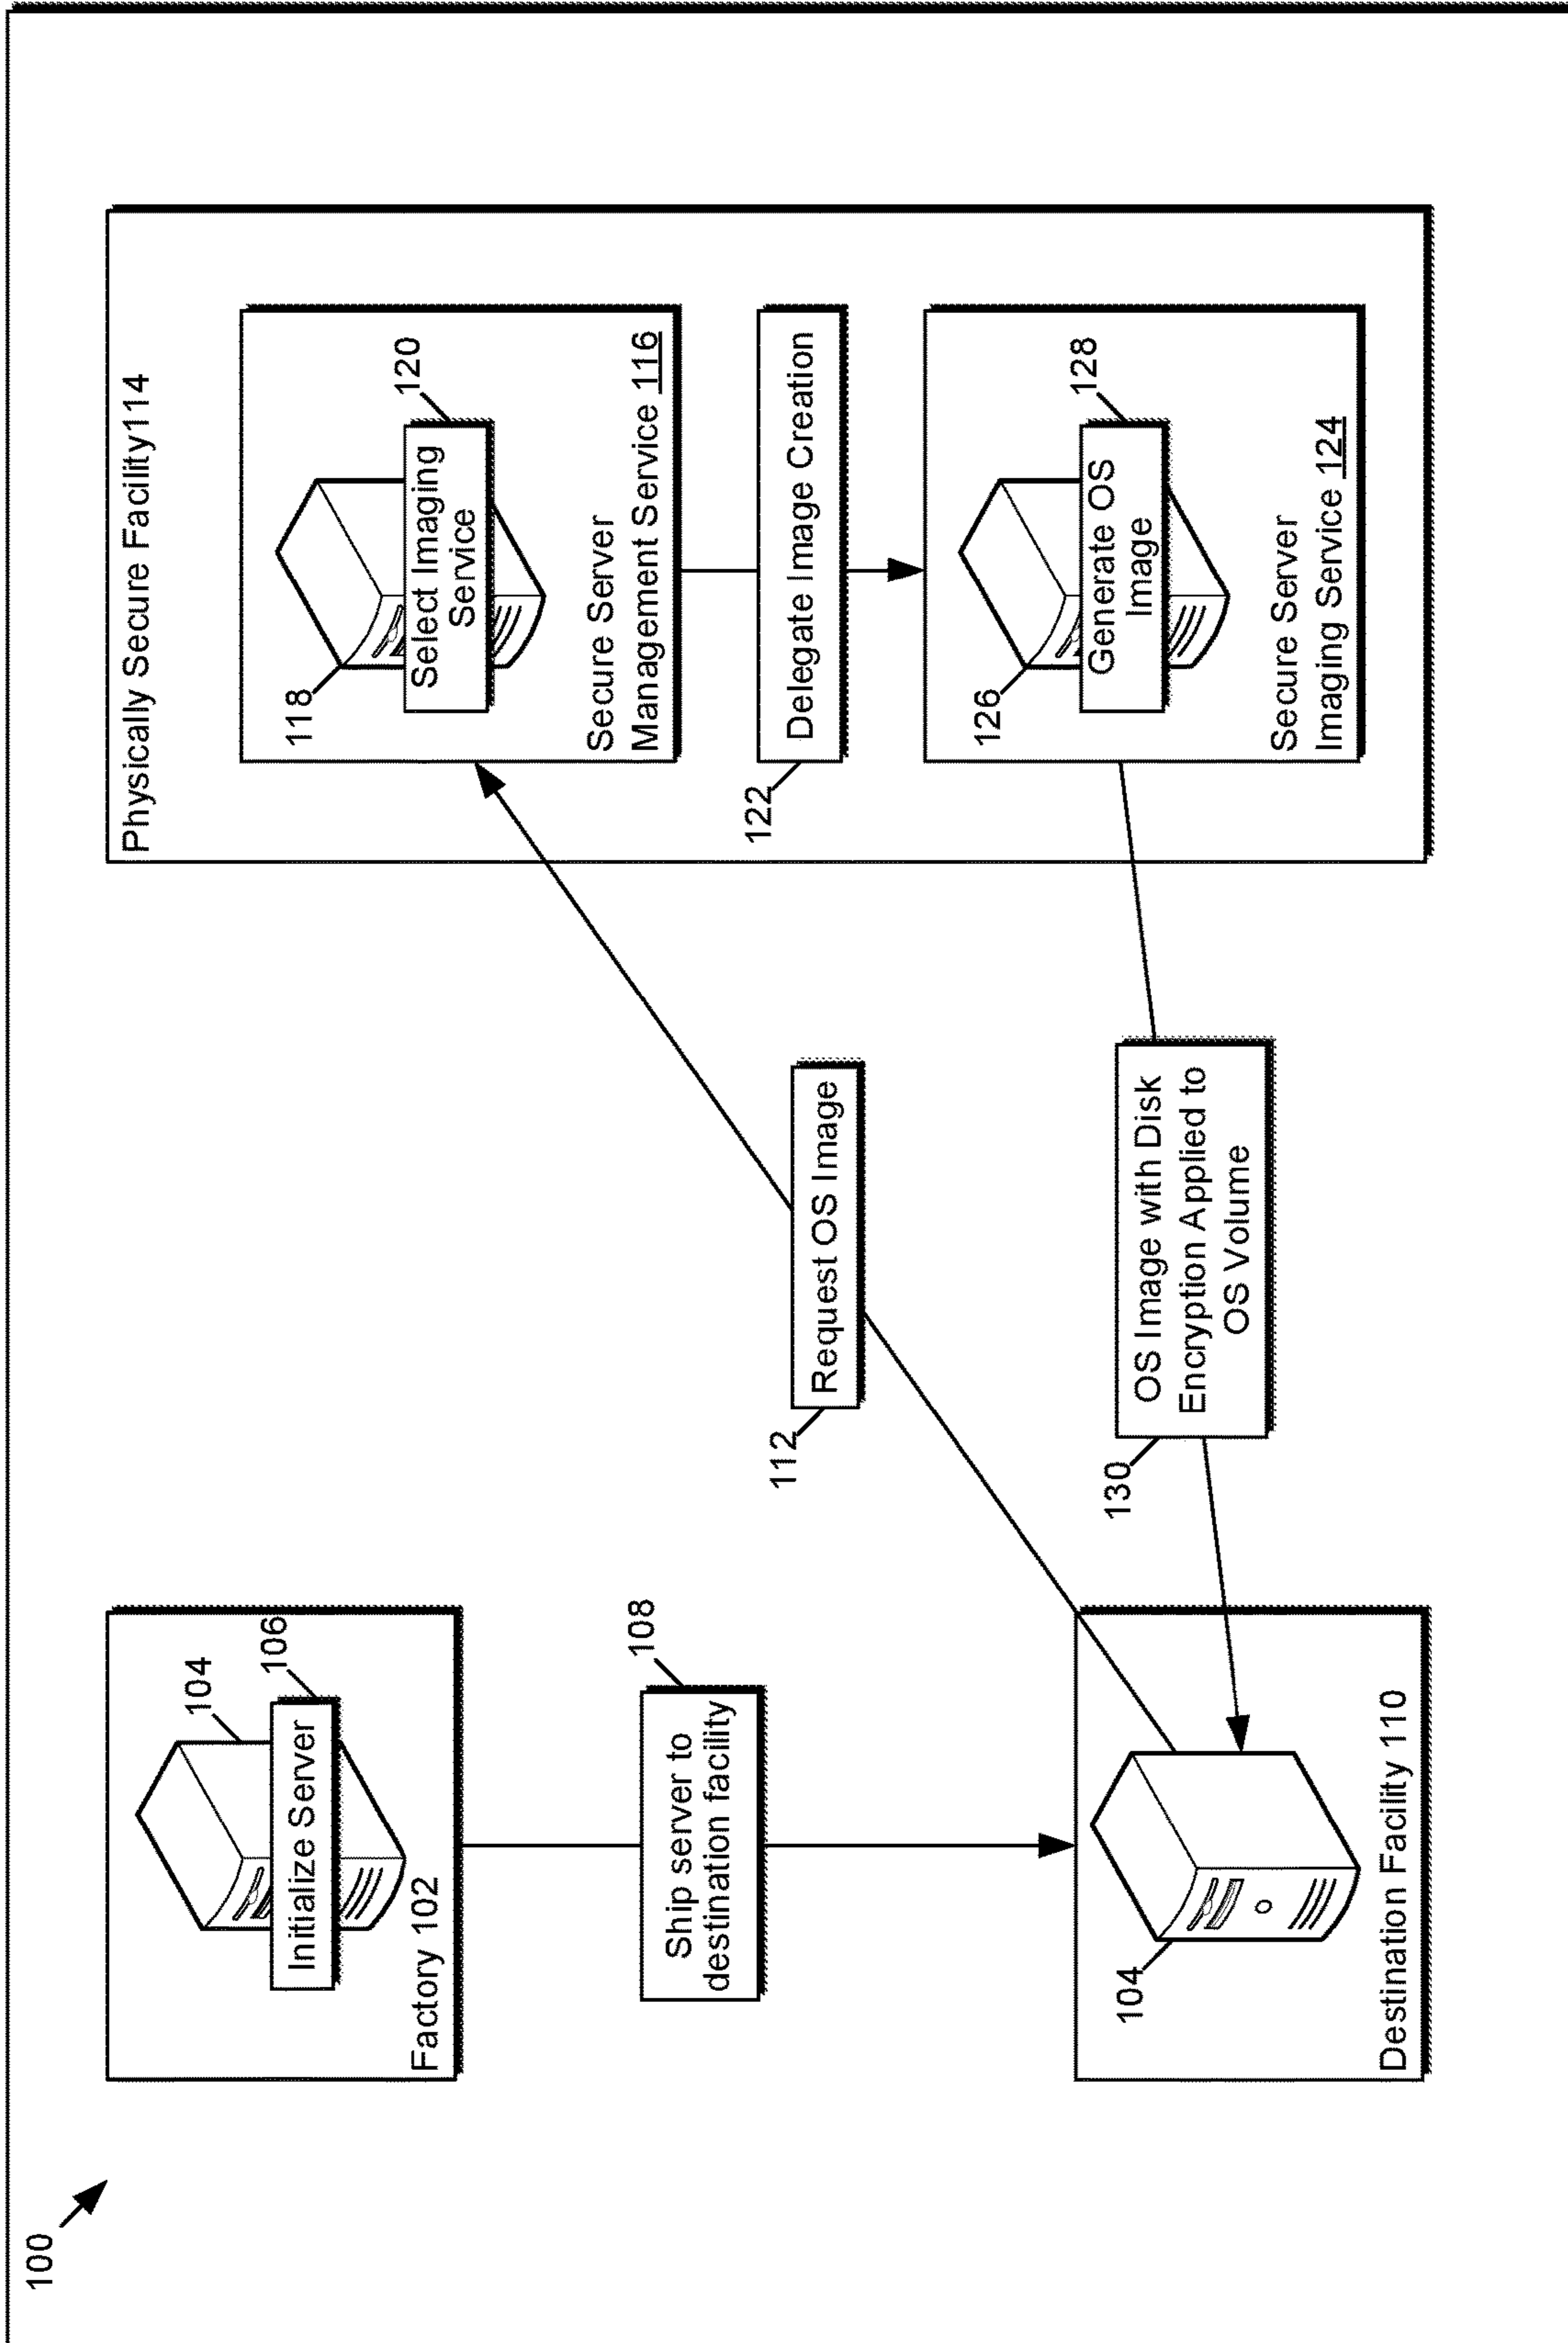 100
104
106
Initialize Server
Factory 102
108
Ship server to
destination facility
104
Destination Facility 110
112
Request OS Image
130
OS Image with Disk
Encryption Applied to
OS Volume
Physically Secure Facility114
118
120
Select Imaging
Service
Secure Server
Management Service 116
122
Delegate Image Creation
126
128
Generate OS
Image
Secure Server
Imaging Service 124